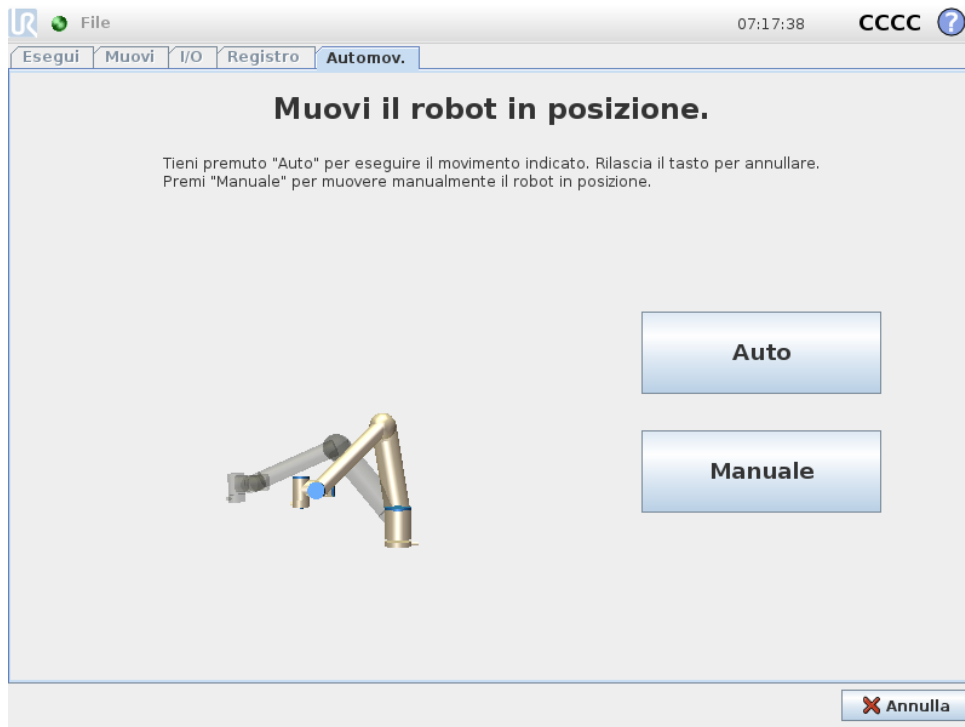 UR File 07:17:38 CCCC ?
Esegui Muovi I/O Registro Automov.
Muovi il robot in posizione.
Tieni premuto "Auto" per eseguire il movimento indicato. Rilascia il tasto per annullare.
Premi "Manuale" per muovere manualmente il robot in posizione.
Auto
Manuale
Annulla